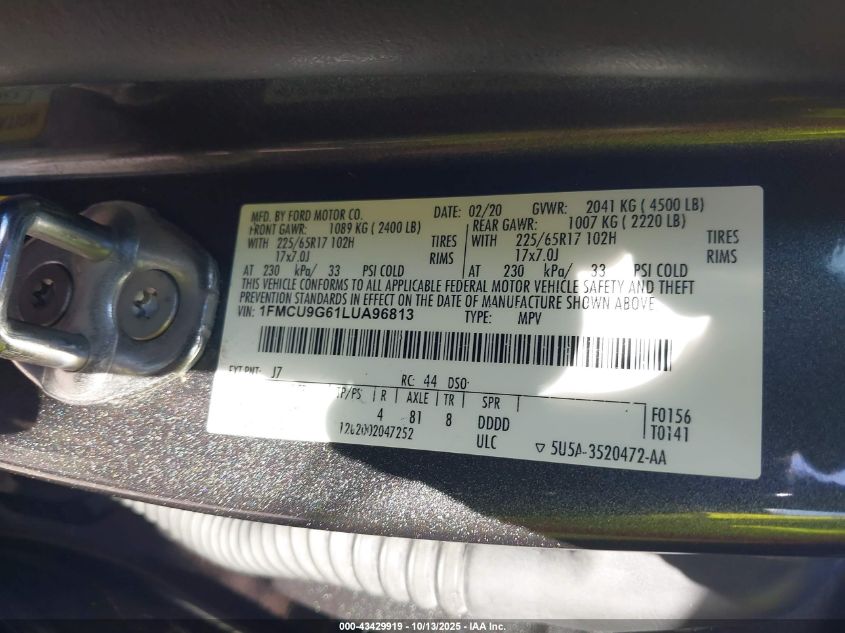 MFD. BY FORD MOTOR CO. DATE: 02/20 GVWR: 2041 KG ( 4500 LB)
FRONT GAWR: 1089 KG ( 2400 LB) REAR GAWR: 1007 KG ( 2220 LB)
WITH 225/65R17 102H TIRES WITH 225/65R17 102H TIRES
17x7.0J RIMS 17x7.0J RIMS
AT 230 kPa/ 33 PSI COLD AT 230 kPa/ 33 PSI COLD
THIS VEHICLE CONFORMS TO ALL APPLICABLE FEDERAL MOTOR VEHICLE SAFETY AND THEFT
PREVENTION STANDARDS IN EFFECT ON THE DATE OF MANUFACTURE SHOWN ABOVE.
VIN: 1FMCU9G61LUA96813 TYPE: MPV
EXT PNT: J7 RC: 44 DSO:
TP/PS R AXLE TR SPR
4 81 8 DDDD F0156
ULC T0141
▽ 5U5A-3520472-AA
000-43429919 - 10/13/2025 - IAA Inc.